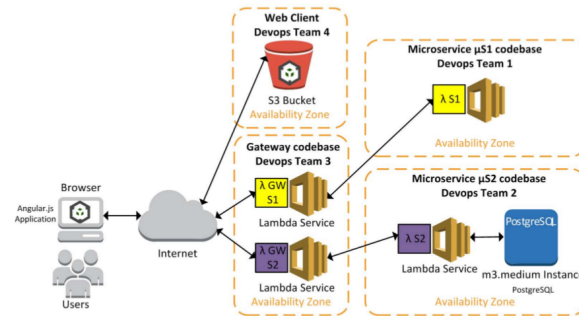 Web Client
Devops Team 4
S3 Bucket
Availability Zone
Microservice µS1 codebase
Devops Team 1
λ S1
Availability Zone
Gateway codebase
Devops Team 3
λ GW
S1
Lambda Service
λ GW
S2
Lambda Service
Availability Zone
Microservice µS2 codebase
Devops Team 2
λ S2
Lambda Service
PostgreSQL
m3.medium Instance
PostgreSQL
Availability Zone
Browser
Angular.js
Application
Internet
Users